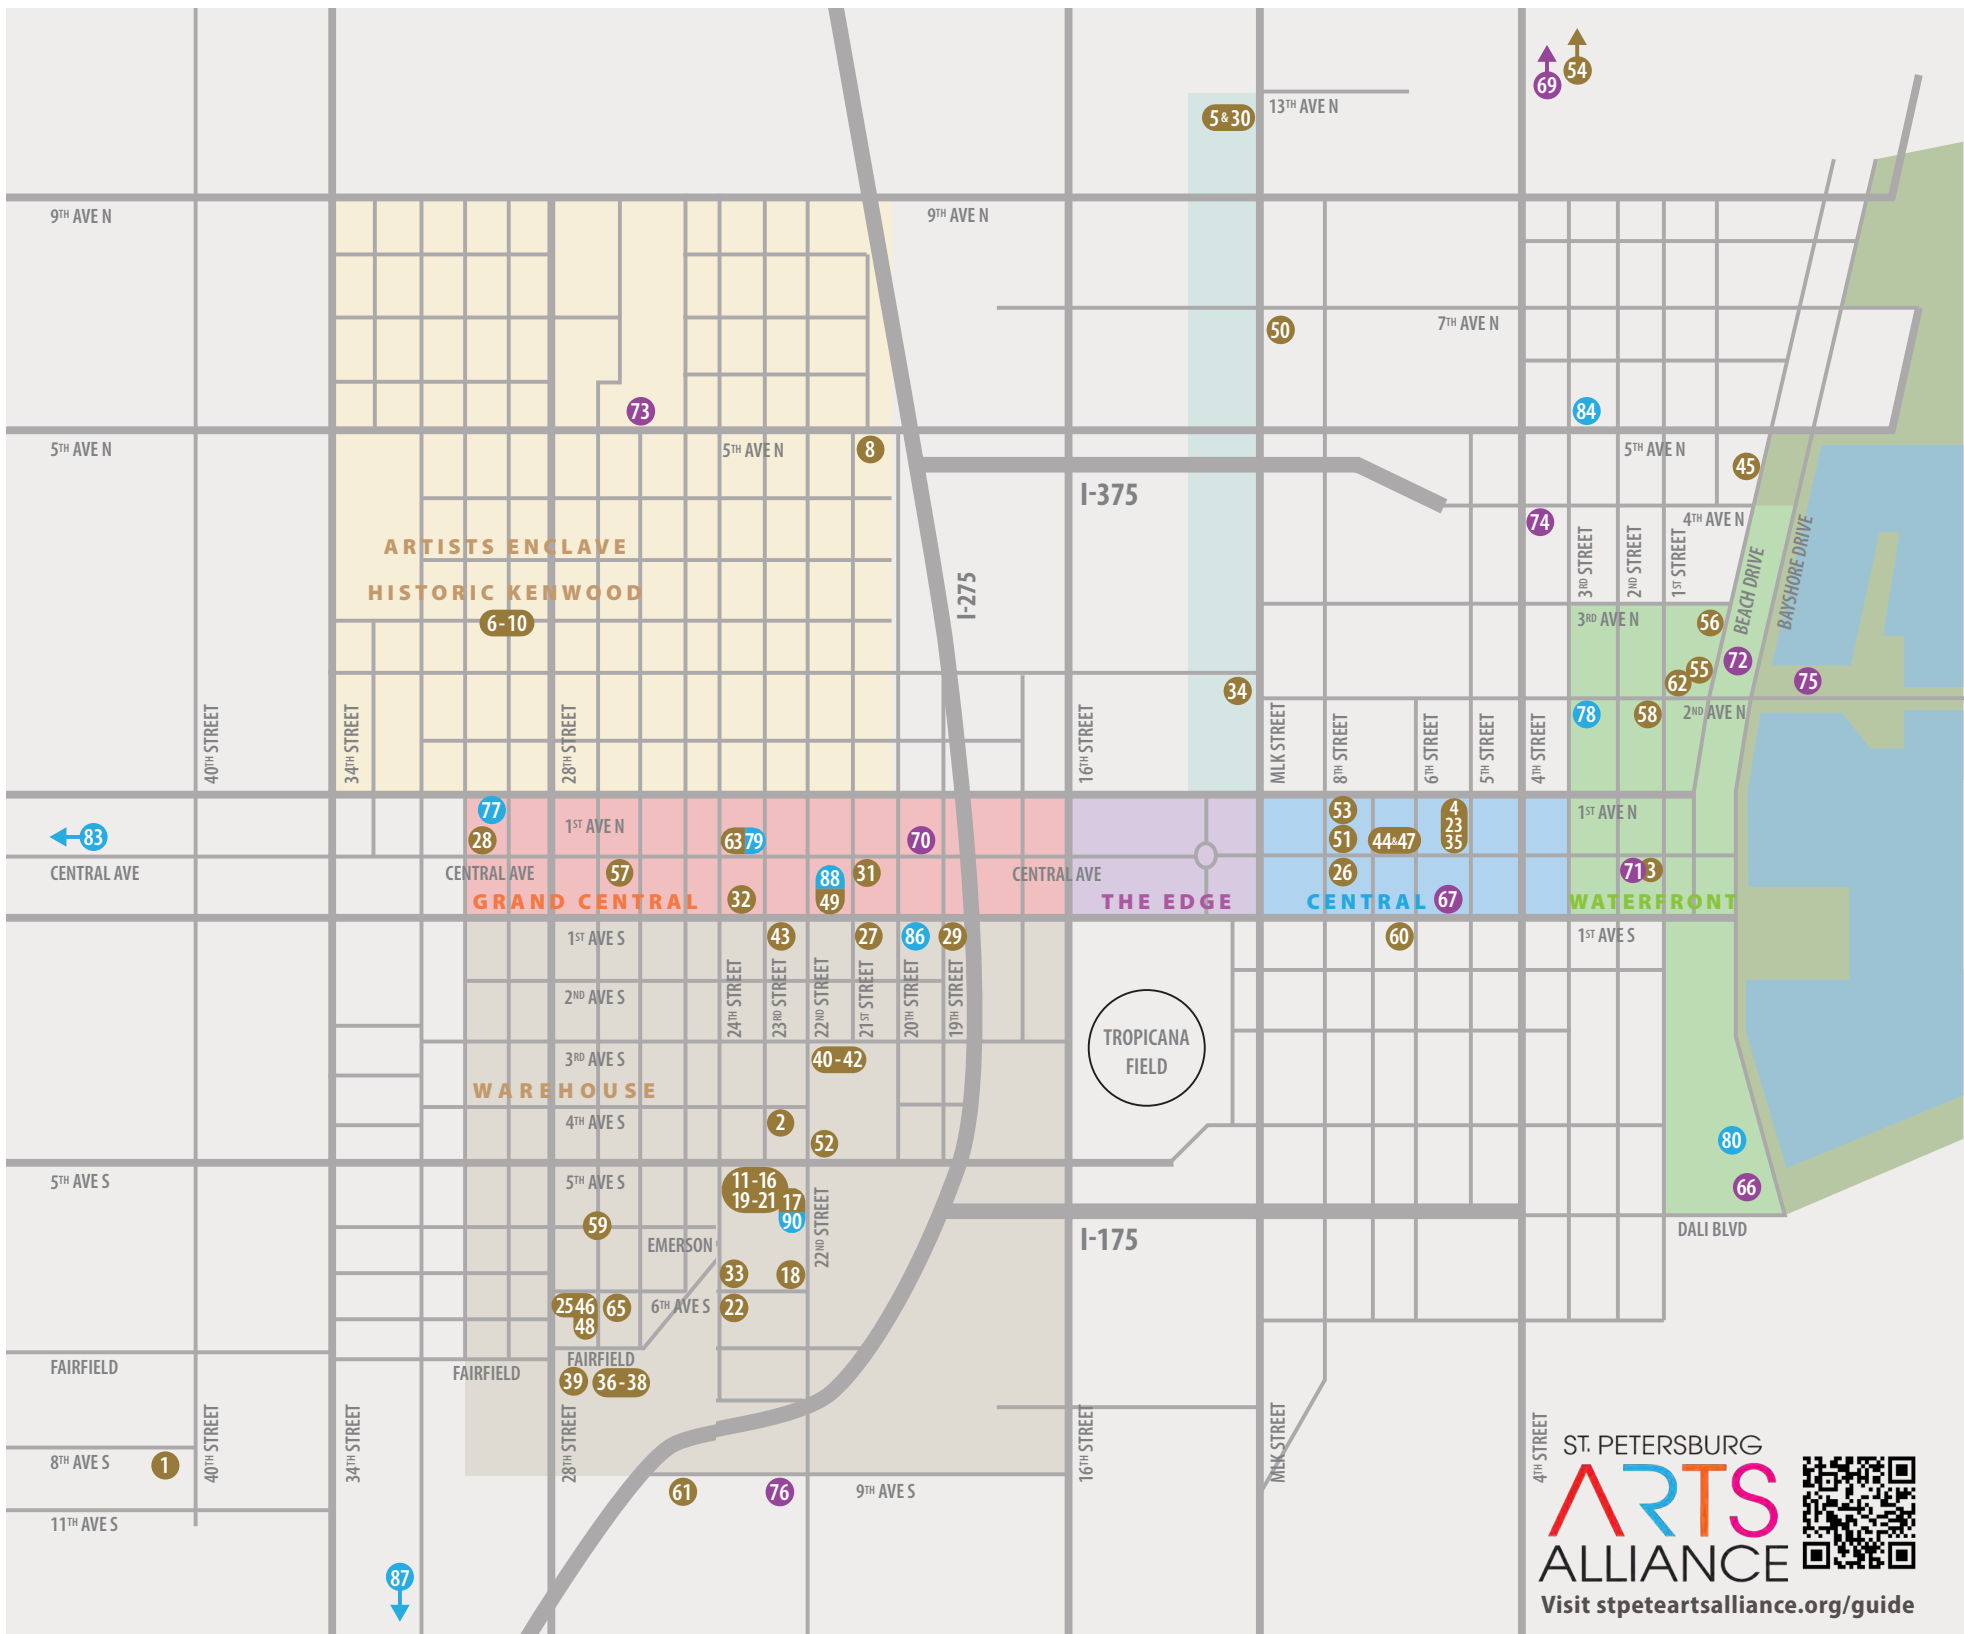 69
54
13TH AVE N
5 & 30
9TH AVE N
9TH AVE N
7TH AVE N
50
73
84
5TH AVE N
5TH AVE N
8
5TH AVE N
45
I-375
4TH AVE N
74
3RD STREET
2ND STREET
1ST STREET
BEACH DRIVE
BAYSHORE DRIVE
ARTISTS ENCLAVE
HISTORIC KENWOOD
6-10
I-275
3RD AVE N
56
72
55
62
75
34
78
58
2ND AVE N
40TH STREET
34TH STREET
28TH STREET
16TH STREET
MLK STREET
8TH STREET
6TH STREET
5TH STREET
4TH STREET
77
53
4
23
35
1ST AVE N
1ST AVE N
83
28
63
79
70
51
44&47
CENTRAL AVE
CENTRAL AVE
57
88
49
31
CENTRAL AVE
26
71
3
GRAND CENTRAL
32
THE EDGE
CENTRAL
67
WATERFRONT
1ST AVE S
43
27
86
29
60
1ST AVE S
2ND AVE S
24TH STREET
23RD STREET
22ND STREET
21ST STREET
20TH STREET
19TH STREET
TROPICANA
FIELD
3RD AVE S
40-42
WAREHOUSE
4TH AVE S
2
52
80
5TH AVE S
5TH AVE S
11-16
19-21
17
90
22ND STREET
66
59
EMERSON
I-175
DALI BLVD
33
18
25
46
48
65
6TH AVE S
22
FAIRFIELD
FAIRFIELD
FAIRFIELD
39
36-38
40TH STREET
34TH STREET
28TH STREET
16TH STREET
MLK STREET
4TH STREET
8TH AVE S
1
61
76
9TH AVE S
11TH AVE S
87
ST. PETERSBURG
ARTS
ALLIANCE
Visit stpeteartsalliance.org/guide